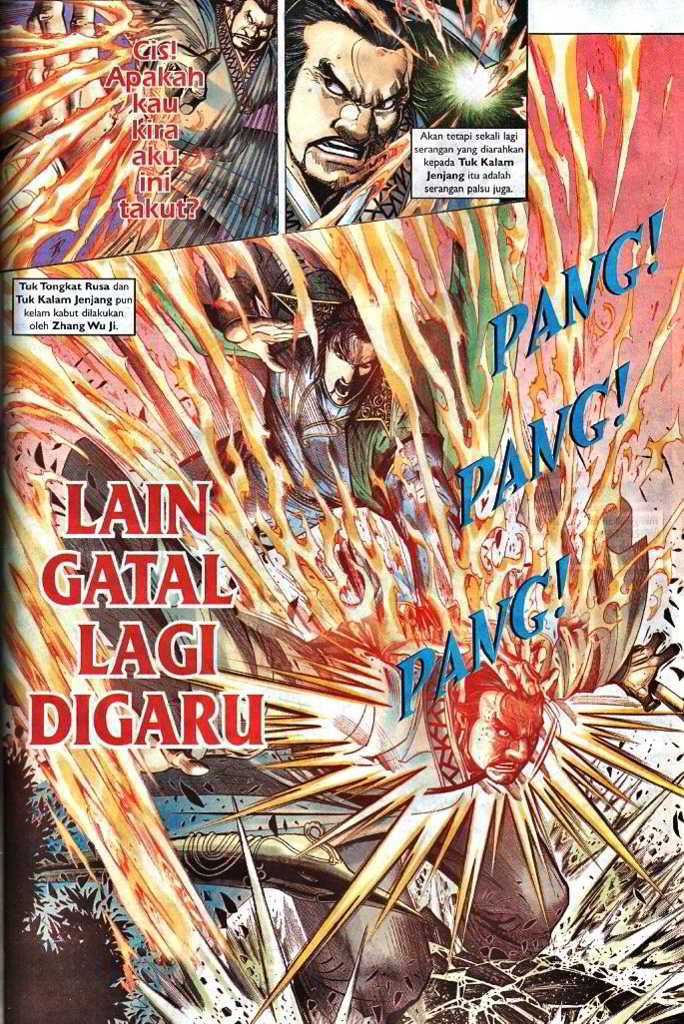 Cis!
Apakah
kau
kira
aku
ini
takut?
Akan tetapi sekali lagi
serangan yang diarahkan
kepada Tuk Kalam
Jenjang itu adalah
serangan palsu juga.
Tuk Tongkat Rusa dan
Tuk Kalam Jenjang pun
kelam kabut dilakukan
oleh Zhang Wu Ji.
PANG!
PANG!
PANG!
LAIN
GATAL
LAGI
DIGARU